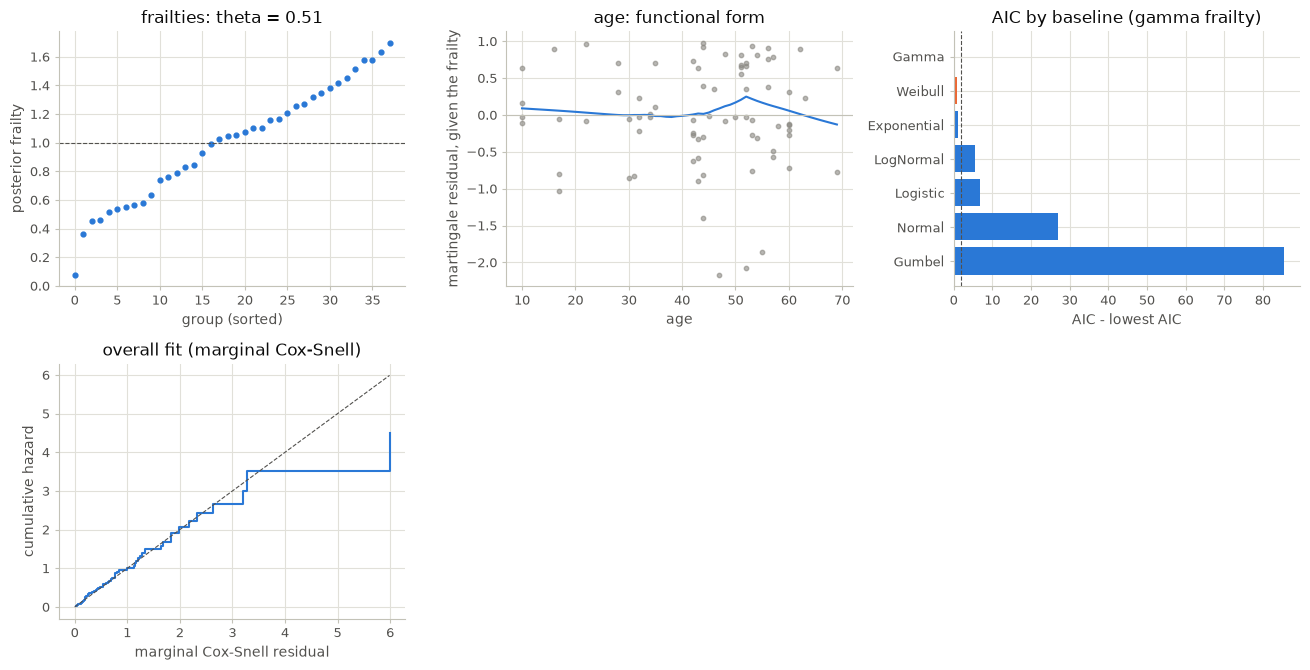 frailties: theta = 0.51
posterior frailty
1.6
1.4
1.2
1.0
0.8
0.6
0.4
0.2
0.0
0 5 10 15 20 25 30 35
group (sorted)
age: functional form
martingale residual, given the frailty
1.0
0.5
0.0
−0.5
−1.0
−1.5
−2.0
10 20 30 40 50 60 70
age
AIC by baseline (gamma frailty)
Gamma
Weibull
Exponential
LogNormal
Logistic
Normal
Gumbel
0 10 20 30 40 50 60 70 80
AIC - lowest AIC
overall fit (marginal Cox-Snell)
cumulative hazard
6
5
4
3
2
1
0
0 1 2 3 4 5 6
marginal Cox-Snell residual